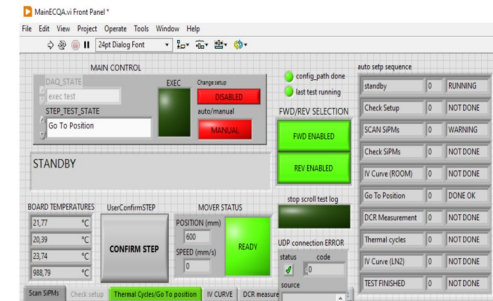 MainECQA.vi Front Panel *
File Edit View Project Operate Tools Window Help
24pt Dialog Font
MAIN CONTROL
DAQ_STATE
exec test
STEP_TEST_STATE
Go To Position
EXEC
Change setup
DISABLED
auto/manual
MANUAL
config_path done
last test running
FWD/REV SELECTION
FWD ENABLED
REV ENABLED
STANDBY
BOARD TEMPERATURES
21,77 °C
20,39 °C
23,74 °C
988,79 °C
UserConfirmSTEP
CONFIRM STEP
MOVER STATUS
POSITION (mm)
600
SPEED (mm/s)
0
READY
stop scroll test log
UDP connection ERROR
status code
0
source
Scan SiPMs Check setup Thermal Cycles/Go To position IV CURVE DCR measure
auto setp sequence
standby 0 RUNNING
Check Setup 0 NOT DONE
SCAN SiPMs 0 WARNING
Check SiPMs 0 NOT DONE
IV Curve (ROOM) 0 NOT DONE
Go To Position 0 DONE OK
DCR Measurement 0 NOT DONE
Thermal cycles 0 NOT DONE
IV Curve (LN2) 0 NOT DONE
TEST FINISHED 0 NOT DONE